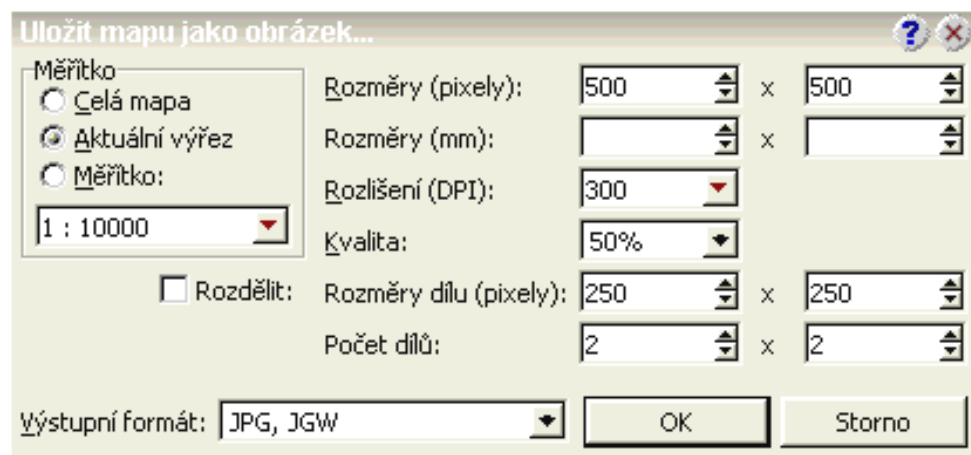 Uložit mapu jako obrázek...
Měřítko
Celá mapa
Aktuální výřez
Měřítko:
1 : 10000
Rozdělit:
Rozměry (pixely): 500 x 500
Rozměry (mm): x
Rozlišení (DPI): 300
Kvalita: 50%
Rozměry dílu (pixely): 250 x 250
Počet dílů: 2 x 2
Výstupní formát: JPG, JGW OK Storno